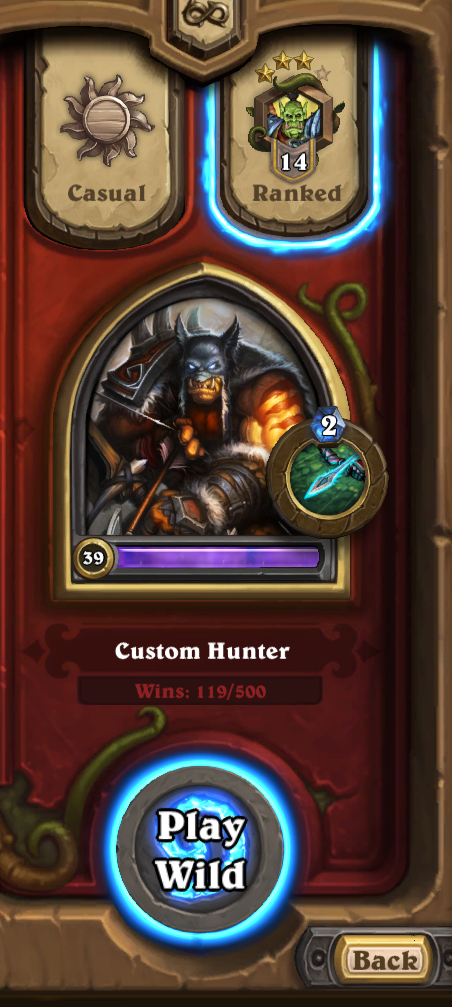 Casual
14
Ranked
2
39
Custom Hunter
Wins: 119/500
Play
Wild
Back